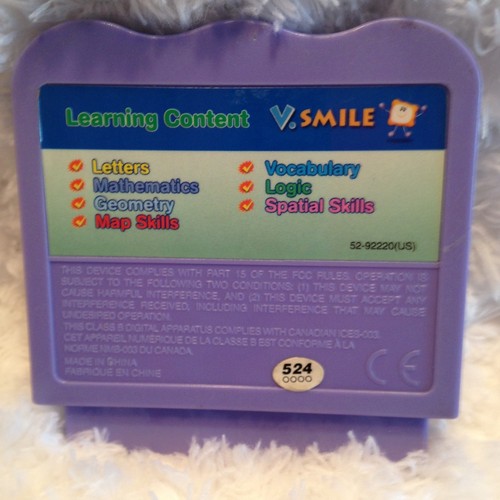 Learning Content V.SMILE
Letters
Mathematics
Geometry
Map Skills
Vocabulary
Logic
Spatial Skills
52-92220(US)
THIS DEVICE COMPLIES WITH PART 15 OF THE FCC RULES. OPERATION IS
SUBJECT TO THE FOLLOWING TWO CONDITIONS: (1) THIS DEVICE MAY NOT
CAUSE HARMFUL INTERFERENCE, AND (2) THIS DEVICE MUST ACCEPT ANY
INTERFERENCE RECEIVED, INCLUDING INTERFERENCE THAT MAY CAUSE
UNDESIRED OPERATION.
THIS CLASS B DIGITAL APPARATUS COMPLIES WITH CANADIAN ICES-003.
CET APPAREIL NUMÉRIQUE DE LA CLASSE B EST CONFORME À LA
NORME NMB-003 DU CANADA.
MADE IN CHINA
FABRIQUÉ EN CHINE
524
CE